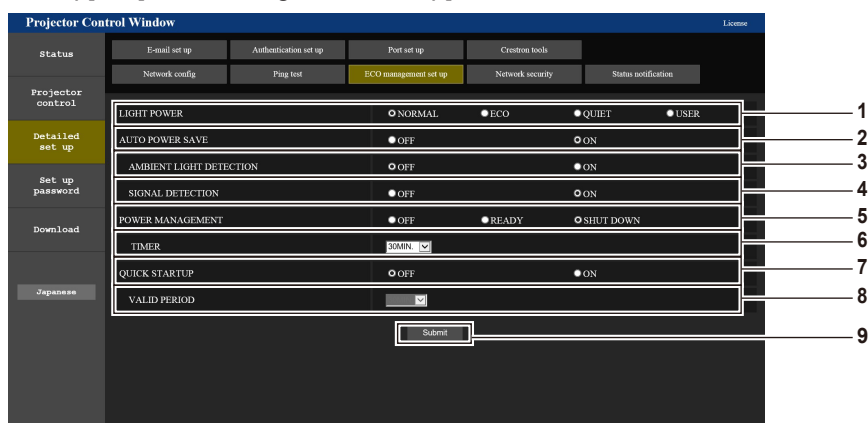 Projector Control Window
License
Status
E-mail set up
Authentication set up
Port set up
Crestron tools
Network config
Ping test
ECO management set up
Network security
Status notification
Projector
control
Detailed
set up
Set up
password
Download
Japanese
LIGHT POWER NORMAL ECO QUIET USER 1
AUTO POWER SAVE OFF ON 2
AMBIENT LIGHT DETECTION OFF ON 3
SIGNAL DETECTION OFF ON 4
POWER MANAGEMENT OFF READY SHUT DOWN 5
TIMER 30MIN. 6
QUICK STARTUP OFF ON 7
VALID PERIOD 8
Submit 9